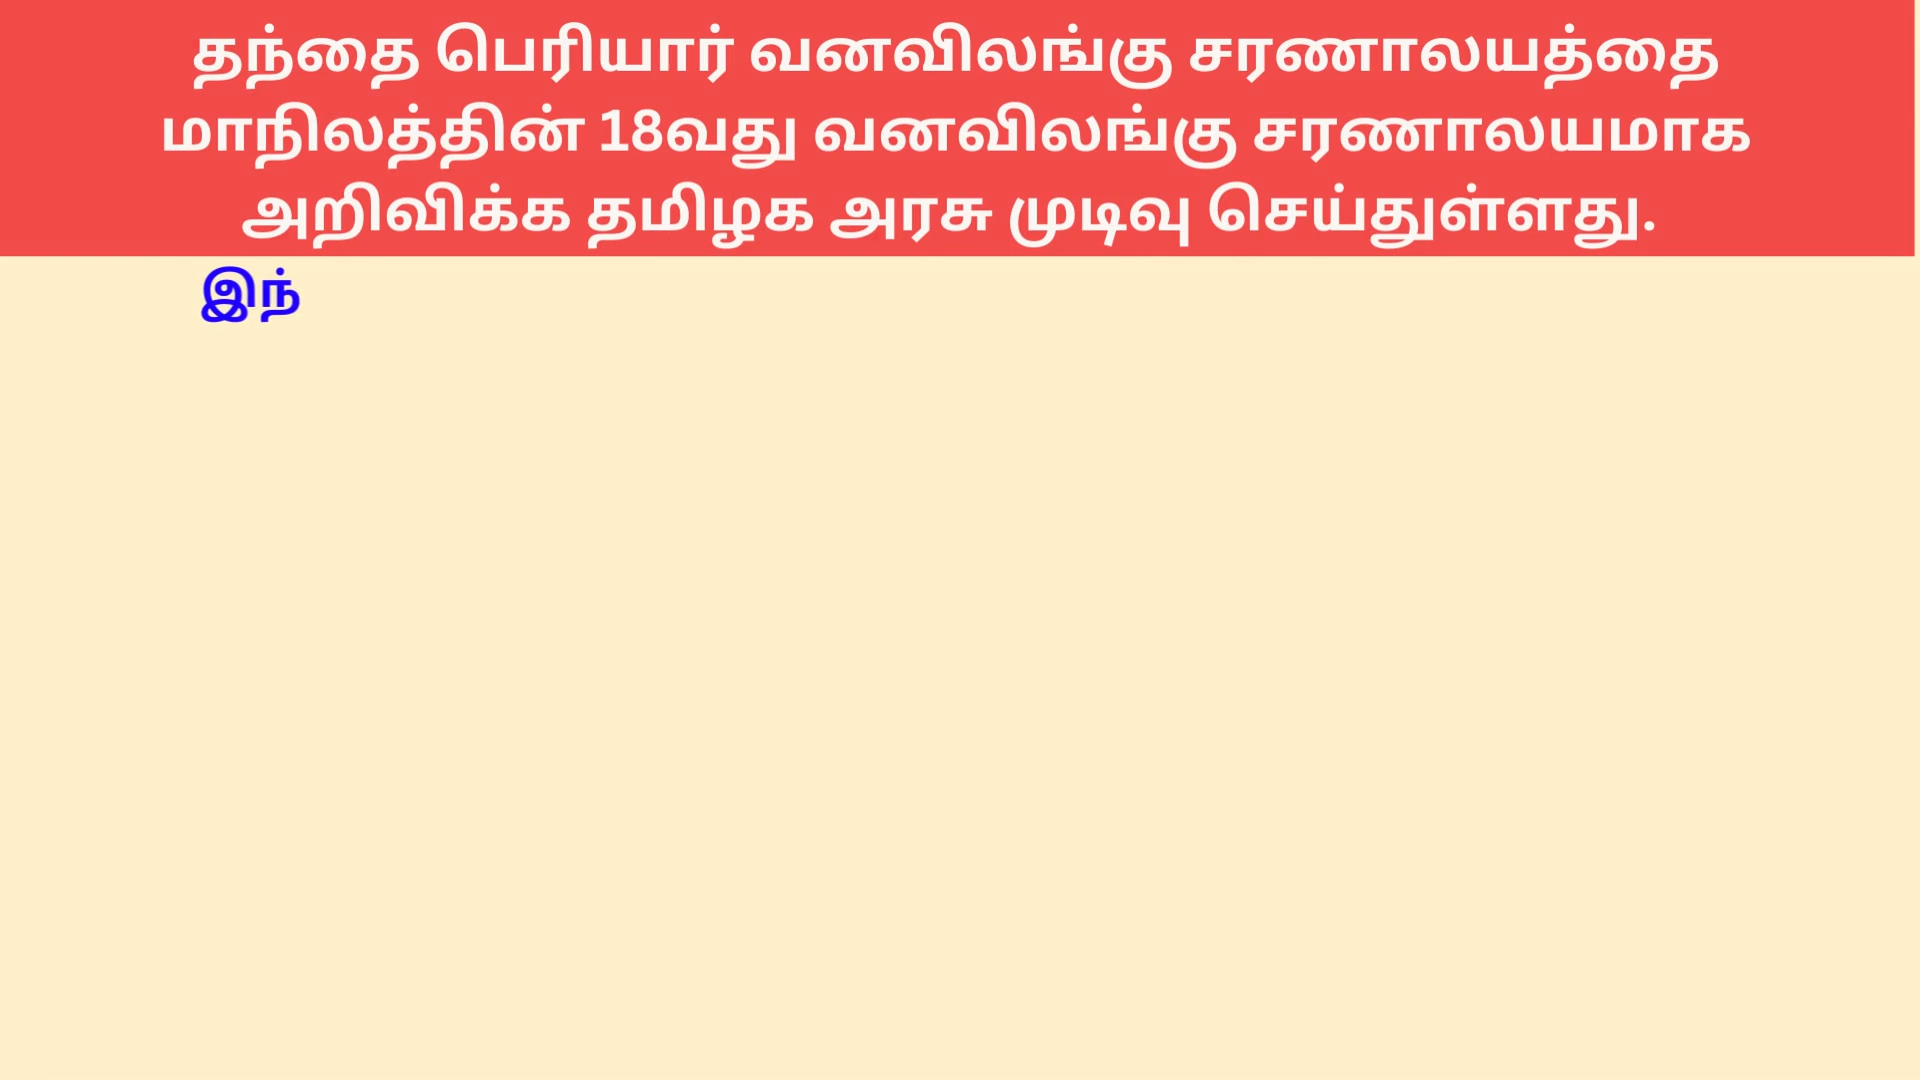 தந்தை பெரியார் வனவிலங்கு சரணாலயத்தை
மாநிலத்தின் 18வது வனவிலங்கு சரணாலயமாக
அறிவிக்க தமிழக அரசு முடிவு செய்துள்ளது.
இந்